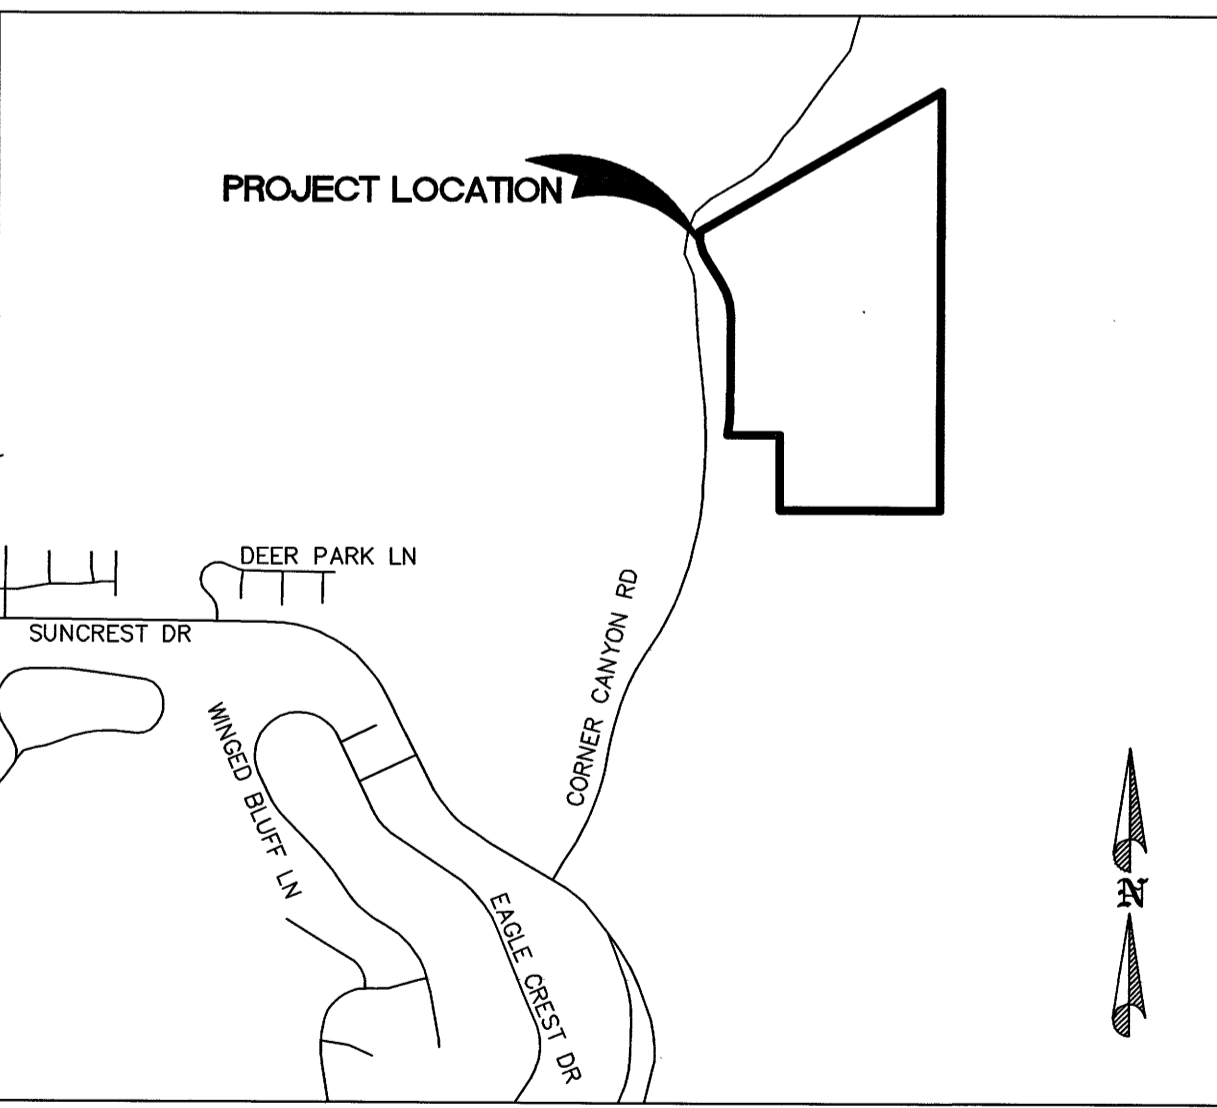 PROJECT LOCATION
DEER PARK LN
SUNCREST DR
CORNER CANYON RD
WINGED BLUFF LN
EAGLE CREST DR
N